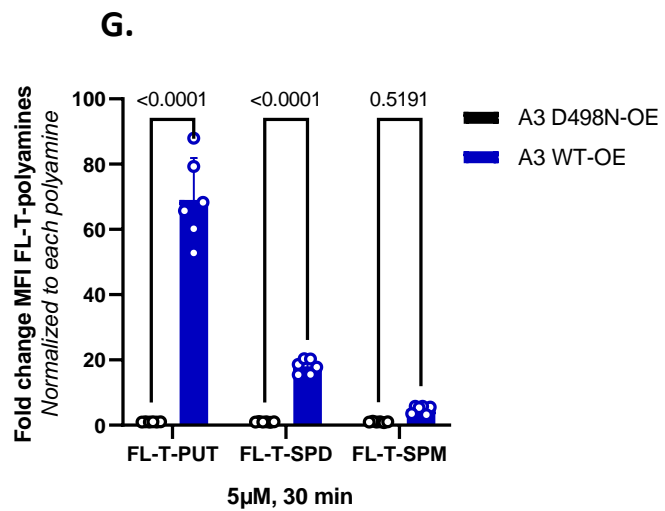 G.
<0.0001 <0.0001 0.5191
A3 D498N-OE
A3 WT-OE
Fold change MFI FL-T-polyamines
Normalized to each polyamine
100
80
60
40
20
0
FL-T-PUT FL-T-SPD FL-T-SPM
5µM, 30 min